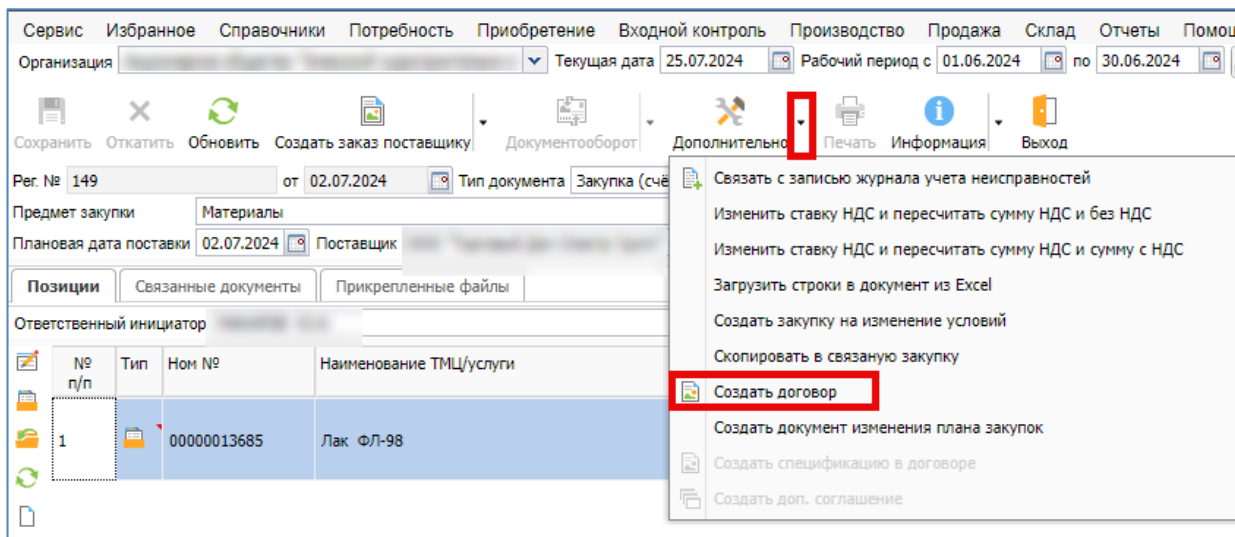 Сервис Избранное Справочники Потребность Приобретение Входной контроль Производство Продажа Склад Отчеты
Организация Текущая дата 25.07.2024 Рабочий период с 01.06.2024 по 30.06.2024
Сохранить Откатить Обновить Создать заказ поставщику Документооборот Дополнительно Печать Информация Выход
Рег. № 149 от 02.07.2024 Тип документа Закупка (счё
Предмет закупки Материалы
Плановая дата поставки 02.07.2024 Поставщик
Позиции Связанные документы Прикрепленные файлы
Ответственный инициатор
№ п/п Тип Ном № Наименование ТМЦ/услуги
1 00000013685 Лак ФЛ-98
Связать с записью журнала учета неисправностей
Изменить ставку НДС и пересчитать сумму НДС и без НДС
Изменить ставку НДС и пересчитать сумму НДС и сумму с НДС
Загрузить строки в документ из Excel
Создать закупку на изменение условий
Скопировать в связаную закупку
Создать договор
Создать документ изменения плана закупок
Создать спецификацию в договоре
Создать доп. соглашение